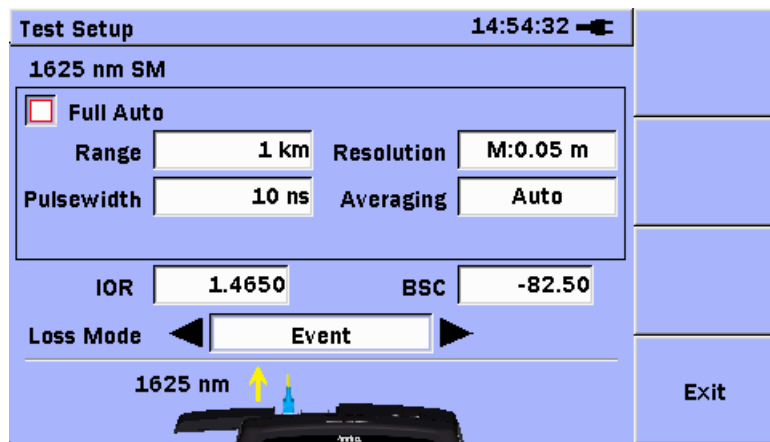 Test Setup 14:54:32
1625 nm SM
Full Auto
Range 1 km Resolution M:0.05 m
Pulsewidth 10 ns Averaging Auto
IOR 1.4650 BSC -82.50
Loss Mode Event
1625 nm
Exit